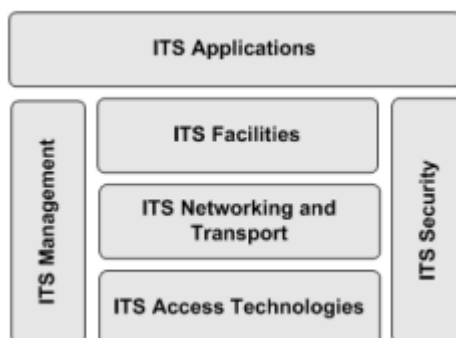 ITS Applications
ITS Management
ITS Facilities
ITS Networking and
Transport
ITS Access Technologies
ITS Security